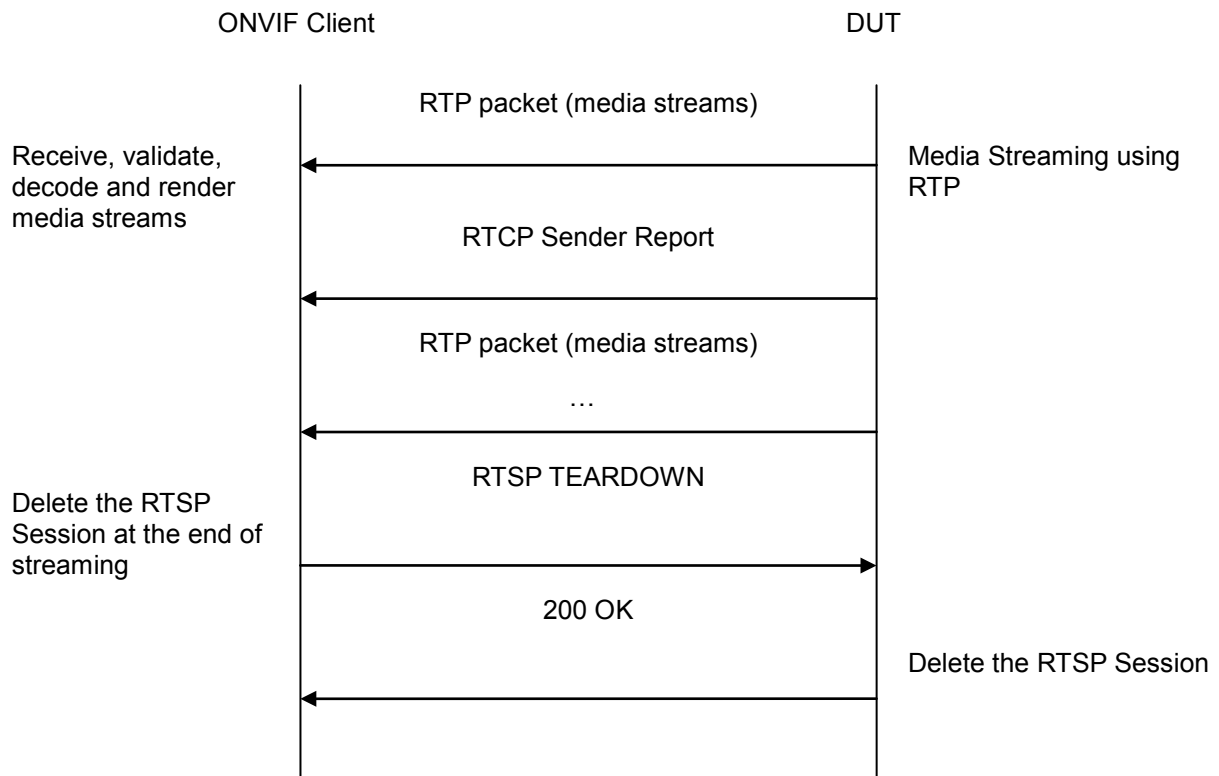 ONVIF Client
DUT
RTP packet (media streams)
Receive, validate,
decode and render
media streams
Media Streaming using
RTP
RTCP Sender Report
RTP packet (media streams)
…
RTSP TEARDOWN
Delete the RTSP
Session at the end of
streaming
200 OK
Delete the RTSP Session